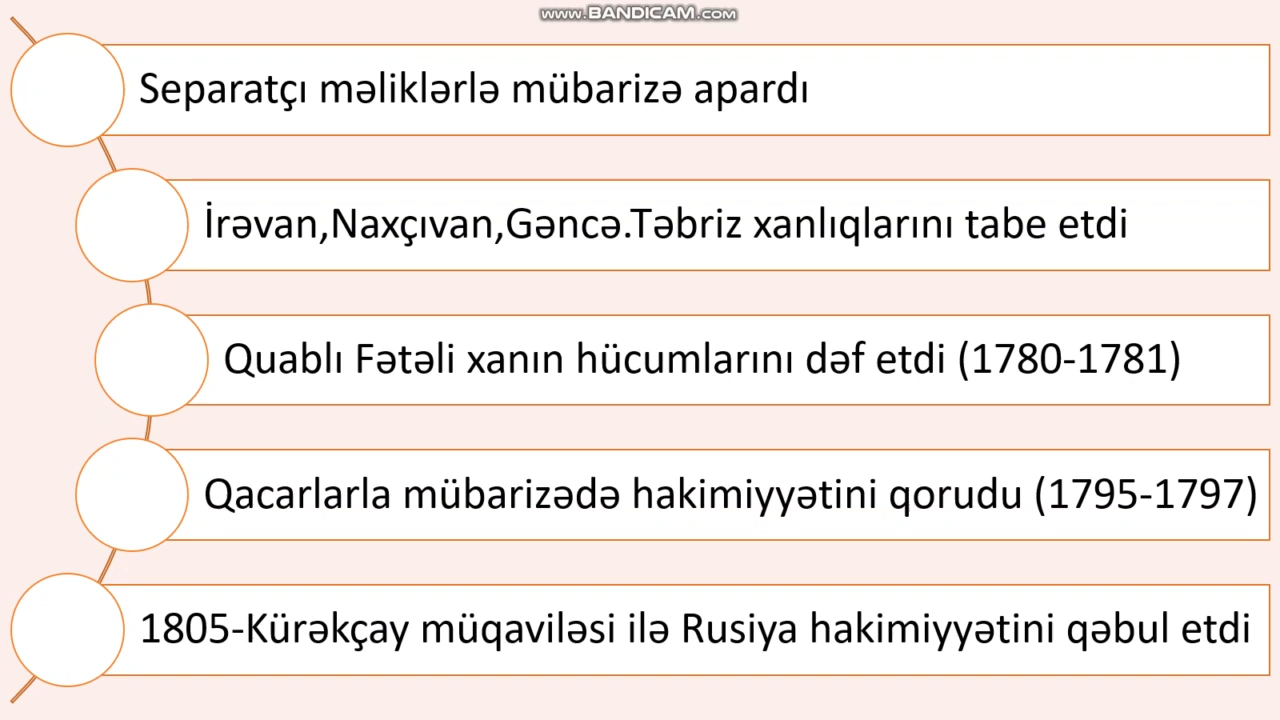 www.BANDICAM.com
Separatçı məliklərlə mübarizə apardı
İrəvan,Naxçıvan,Gəncə.Təbriz xanlıqlarını tabe etdi
Quablı Fətəli xanın hücumlarını dəf etdi (1780-1781)
Qacarlarla mübarizədə hakimiyyətini qorudu (1795-1797)
1805-Kürəkçay müqaviləsi ilə Rusiya hakimiyyətini qəbul etdi